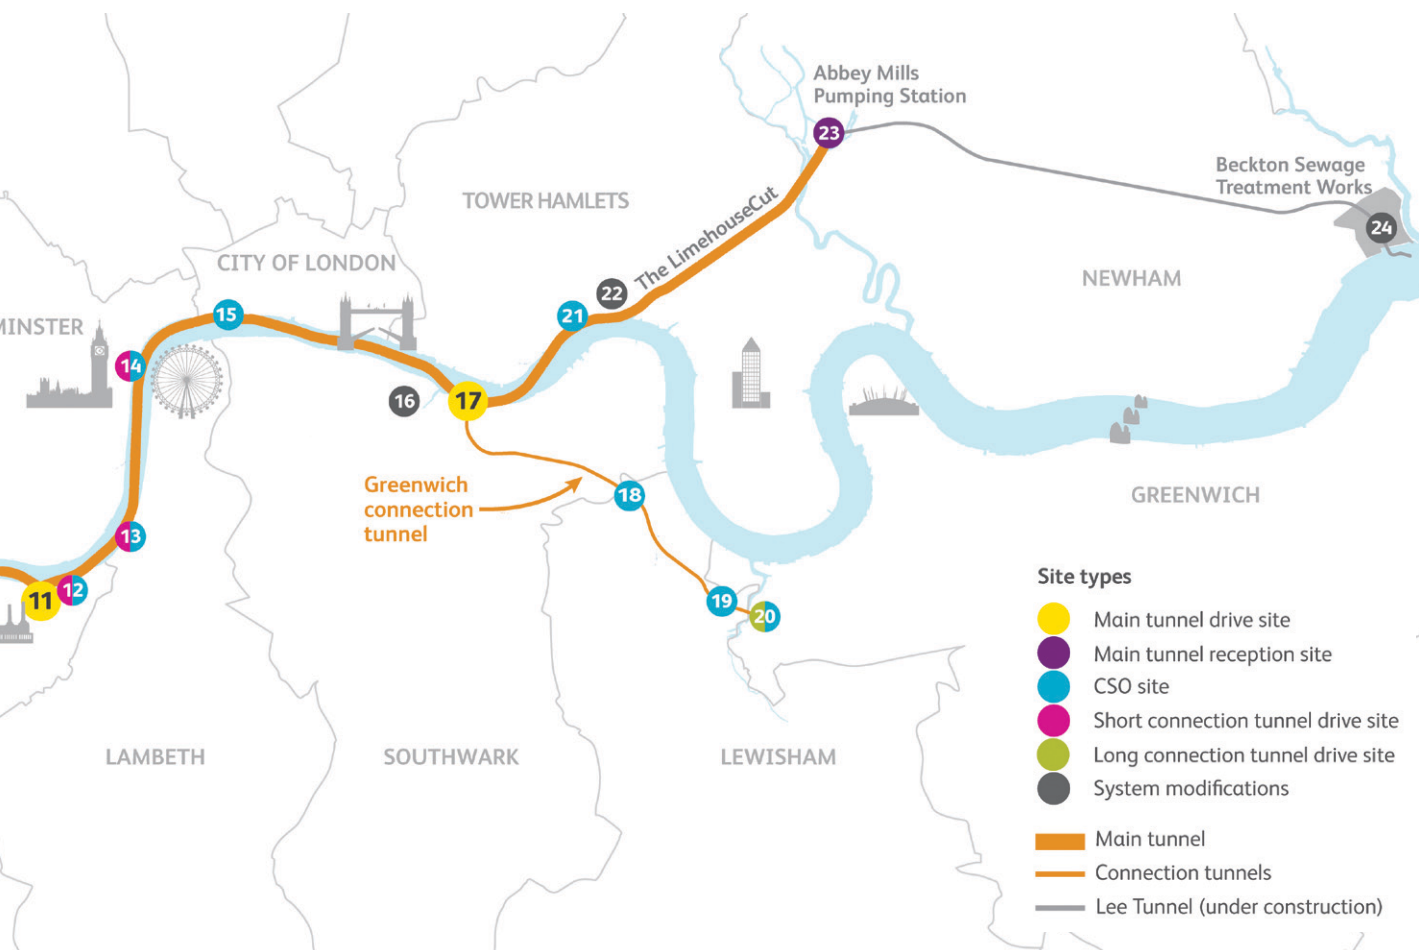 Abbey Mills
Pumping Station
23
Beckton Sewage
Treatment Works
24
TOWER HAMLETS
The LimehouseCut
CITY OF LONDON
NEWHAM
22
21
15
MINSTER
14
16
17
Greenwich
connection
tunnel
18
GREENWICH
13
12
11
19
20
LAMBETH
SOUTHWARK
LEWISHAM
Site types
Main tunnel drive site
Main tunnel reception site
CSO site
Short connection tunnel drive site
Long connection tunnel drive site
System modifications
Main tunnel
Connection tunnels
Lee Tunnel (under construction)